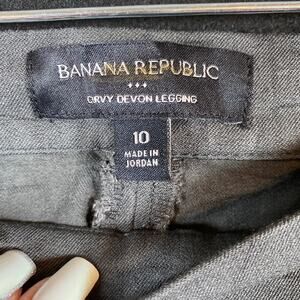 BANANA REPUBLIC
CRVY DEVON LEGGING
10
MADE IN
JORDAN